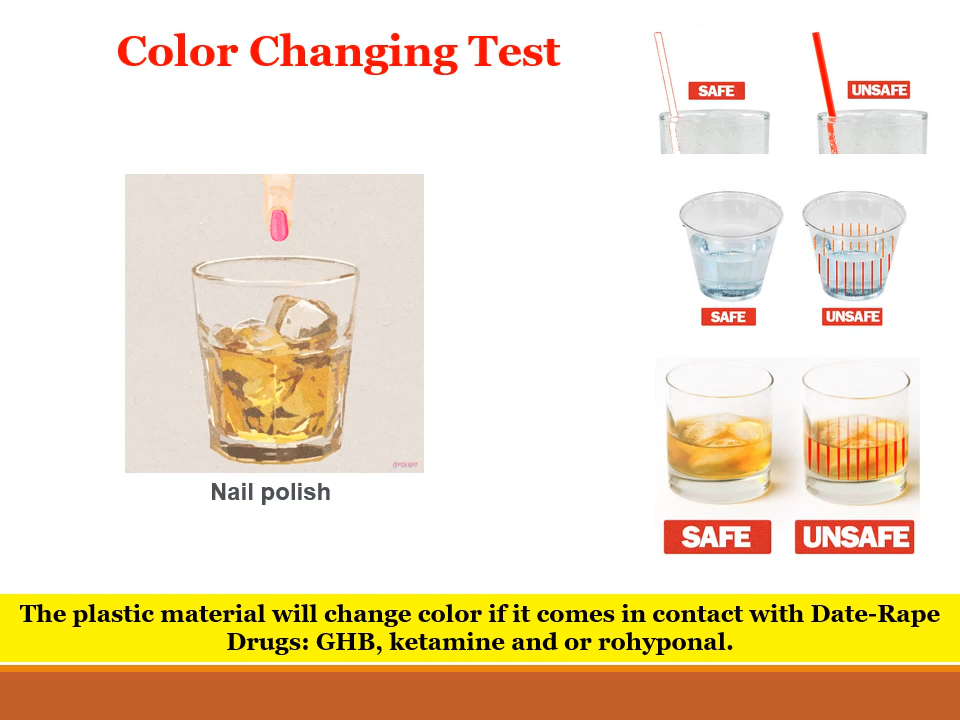 Color Changing Test
SAFE
UNSAFE
SAFE
UNSAFE
Nail polish
SAFE
UNSAFE
The plastic material will change color if it comes in contact with Date-Rape
Drugs: GHB, ketamine and or rohyponal.